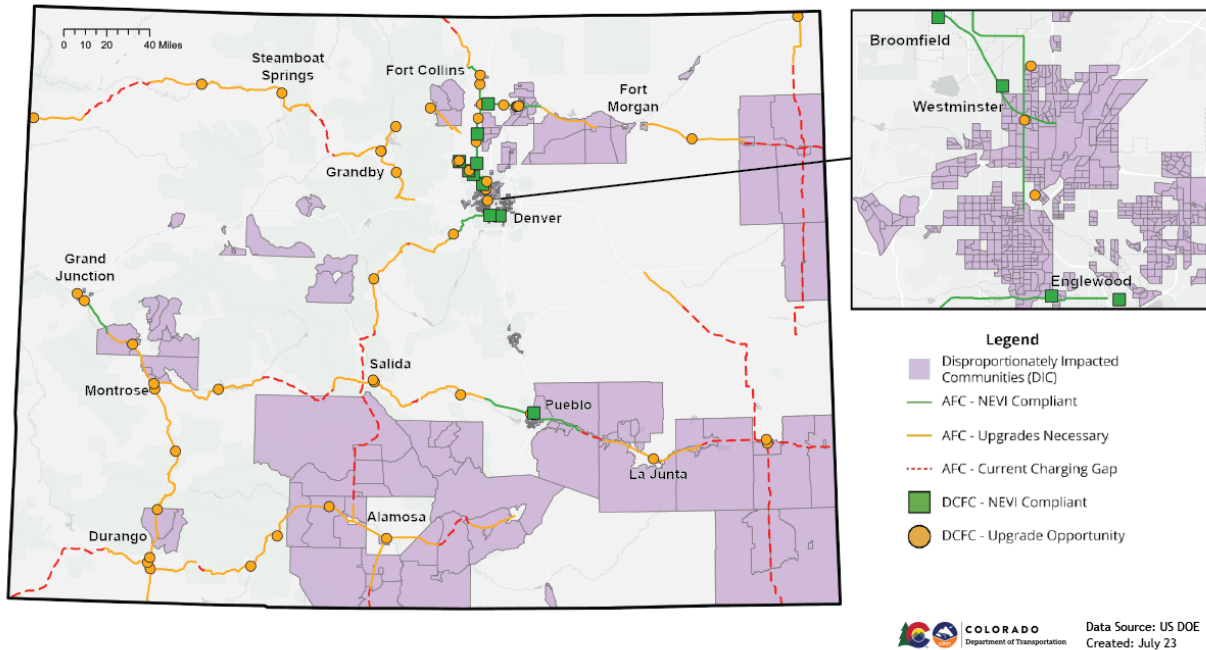 0 10 20 40 Miles
Steamboat
Springs
Fort Collins
Fort
Morgan
Grandby
Denver
Grand
Junction
Montrose
Salida
Pueblo
La Junta
Alamosa
Durango
Broomfield
Westminster
Englewood
Legend
Disproportionately Impacted
Communities (DIC)
AFC - NEVI Compliant
AFC - Upgrades Necessary
AFC - Current Charging Gap
DCFC - NEVI Compliant
DCFC - Upgrade Opportunity
COLORADO
Department of Transportation
Data Source: US DOE
Created: July 23